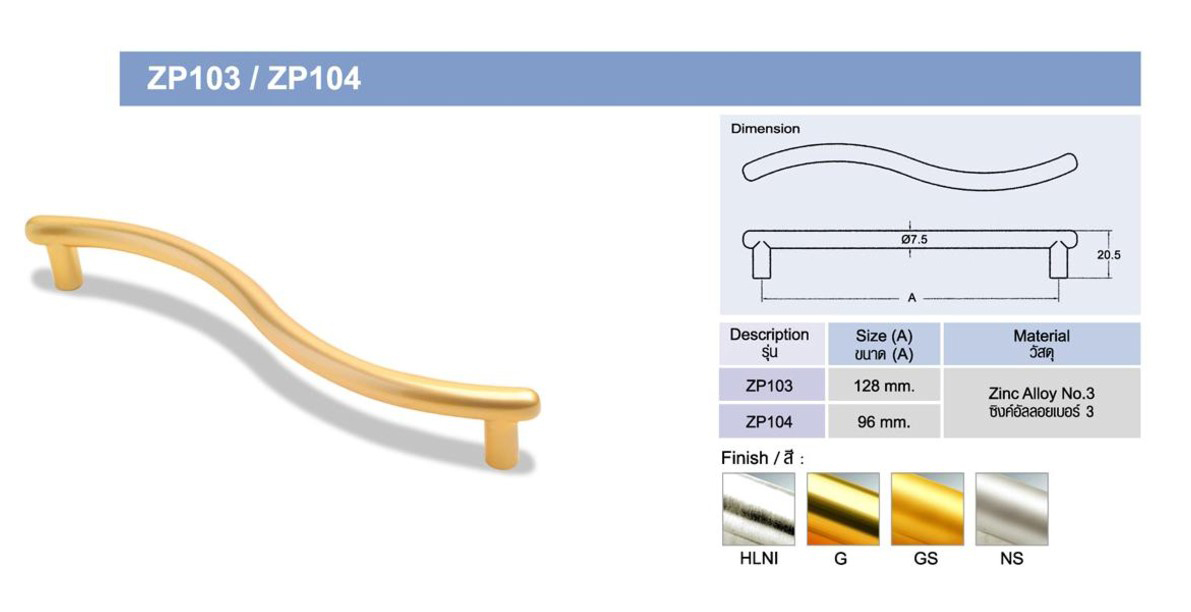 ZP103 / ZP104
Dimension
Ø7.5
20.5
A
Description
รุ่น
Size (A)
ขนาด (A)
Material
วัสดุ
ZP103
128 mm.
Zinc Alloy No.3
ซิงค์อัลลอยเบอร์ 3
ZP104
96 mm.
Finish / สี :
HLNI
G
GS
NS